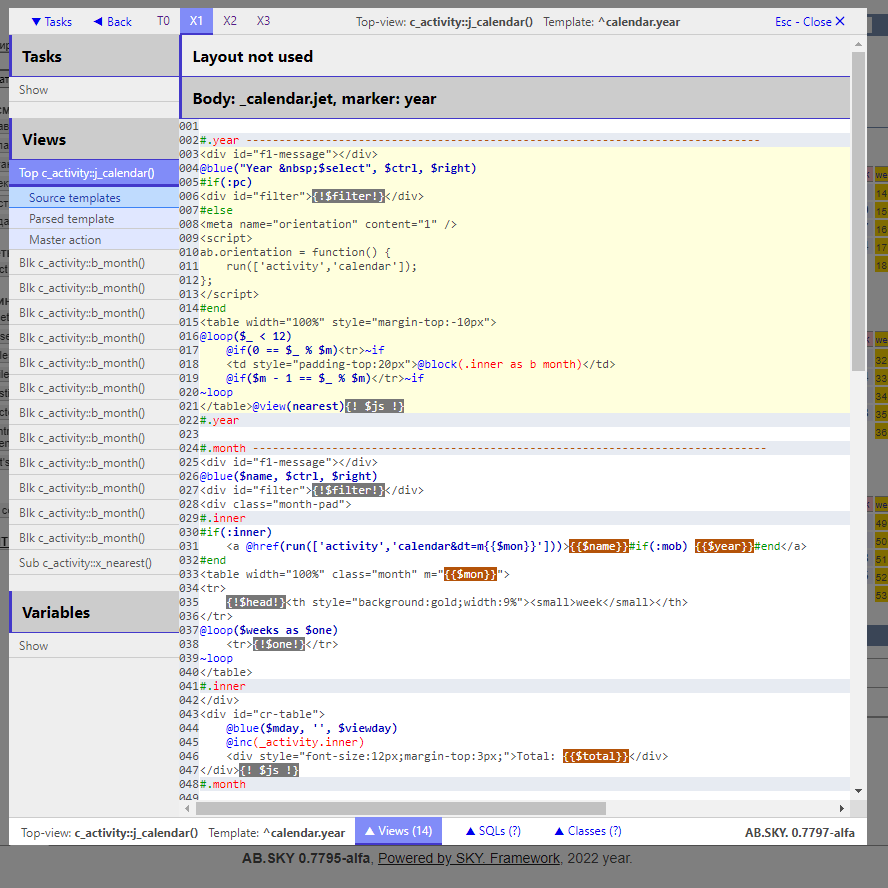 ▼ Tasks ◀ Back T0 X1 X2 X3 Top-view: c_activity::j_calendar() Template: ^calendar.year Esc - Close ✕
Tasks
Show
Views
Top c_activity::j_calendar()
Source templates
Parsed template
Master action
Blk c_activity::b_month()
Blk c_activity::b_month()
Blk c_activity::b_month()
Blk c_activity::b_month()
Blk c_activity::b_month()
Blk c_activity::b_month()
Blk c_activity::b_month()
Blk c_activity::b_month()
Blk c_activity::b_month()
Blk c_activity::b_month()
Blk c_activity::b_month()
Blk c_activity::b_month()
Sub c_activity::x_nearest()
Variables
Show
Layout not used
Body: _calendar.jet, marker: year
001
002#.year ---------------------------------------------------------------------------
003<div id="f1-message"></div>
004@blue("Year &nbsp;$select", $ctrl, $right)
005#if(:pc)
006<div id="filter">{!$filter!}</div>
007#else
008<meta name="orientation" content="1" />
009<script>
010ab.orientation = function() {
011    run(['activity','calendar']);
012};
013</script>
014#end
015<table width="100%" style="margin-top:-10px">
016@loop($_ < 12)
017    @if(0 == $_ % $m)<tr>~if
018    <td style="padding-top:20px">@block(.inner as b month)</td>
019    @if($m - 1 == $_ % $m)</tr>~if
020~loop
021</table>@view(nearest){! $js !}
022#.year
023
024#.month ---------------------------------------------------------------------------
025<div id="f1-message"></div>
026@blue($name, $ctrl, $right)
027<div id="filter">{!$filter!}</div>
028<div class="month-pad">
029#.inner
030#if(:inner)
031    <a @href(run(['activity','calendar&dt=m{{$mon}}']))>{{$name}}#if(:mob) {{$year}}#end</a>
032#end
033<table width="100%" class="month" m="{{$mon}}">
034<tr>
035    {!$head!}<th style="background:gold;width:9%"><small>week</small></th>
036</tr>
037@loop($weeks as $one)
038    <tr>{!$one!}</tr>
039~loop
040</table>
041#.inner
042</div>
043<div id="cr-table">
044    @blue($mday, '', $viewday)
045    @inc(_activity.inner)
046    <div style="font-size:12px;margin-top:3px;">Total: {{$total}}</div>
047</div>{! $js !}
048#.month
049
Top-view: c_activity::j_calendar() Template: ^calendar.year ▲ Views (14) ▲ SQLs (?) ▲ Classes (?) AB.SKY. 0.7797-alfa
AB.SKY 0.7795-alfa, Powered by SKY. Framework, 2022 year.